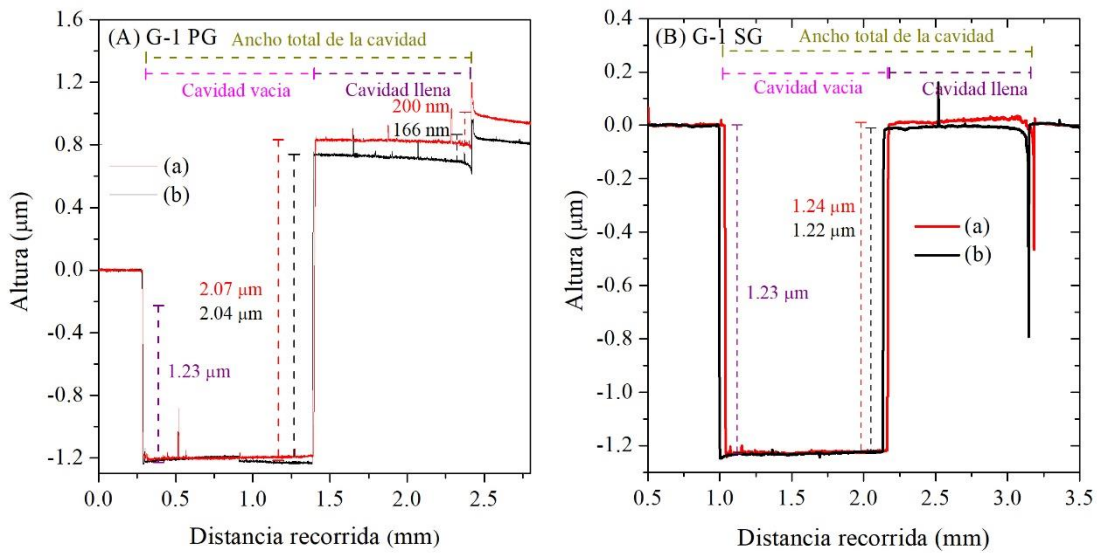 (A) G-1 PG
Ancho total de la cavidad
Cavidad vacia
Cavidad llena
200 nm
166 nm
(a)
(b)
2.07 µm
2.04 µm
1.23 µm
1.6
1.2
0.8
0.4
0.0
-0.4
-0.8
-1.2
Altura (µm)
0.0
0.5
1.0
1.5
2.0
2.5
Distancia recorrida (mm)
(B) G-1 SG
Ancho total de la cavidad
Cavidad vacia
Cavidad llena
1.24 µm
1.22 µm
1.23 µm
(a)
(b)
0.4
0.2
0.0
-0.2
-0.4
-0.6
-0.8
-1.0
-1.2
-1.4
Altura (µm)
0.5
1.0
1.5
2.0
2.5
3.0
3.5
Distancia recorrida (mm)